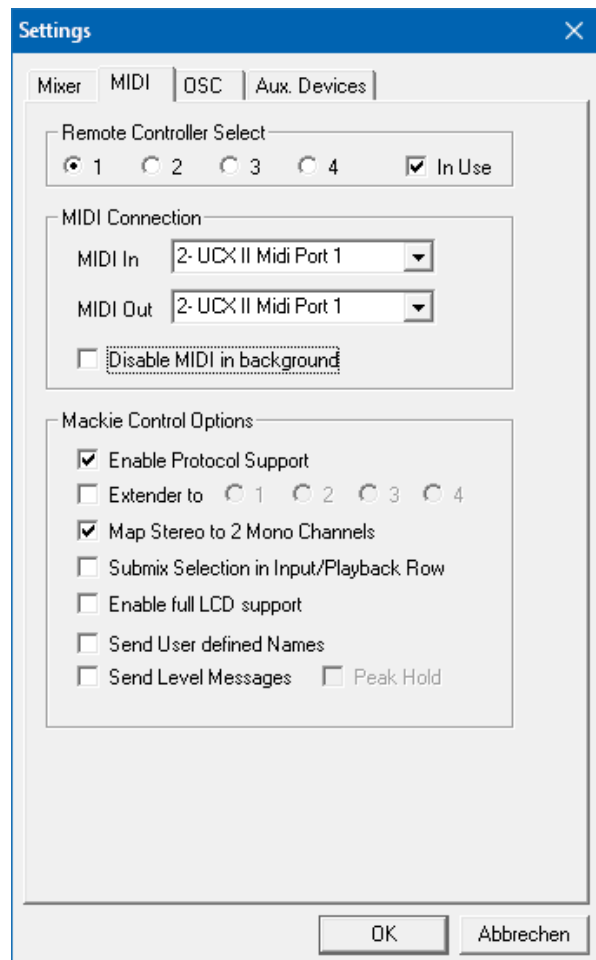 Settings
Mixer MIDI OSC Aux. Devices
Remote Controller Select
1 2 3 4 In Use
MIDI Connection
MIDI In 2- UCX II Midi Port 1
MIDI Out 2- UCX II Midi Port 1
Disable MIDI in background
Mackie Control Options
Enable Protocol Support
Extender to 1 2 3 4
Map Stereo to 2 Mono Channels
Submix Selection in Input/Playback Row
Enable full LCD support
Send User defined Names
Send Level Messages Peak Hold
OK Abbrechen